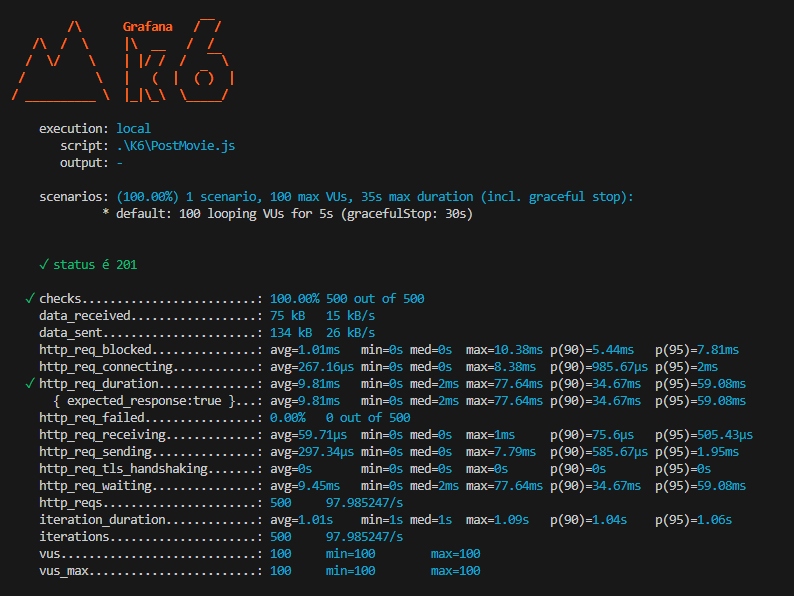 Grafana
execution: local
script: .\K6\PostMovie.js
output: -
scenarios: (100.00%) 1 scenario, 100 max VUs, 35s max duration (incl. graceful stop):
* default: 100 looping VUs for 5s (gracefulStop: 30s)
✓ status é 201
✓ checks.........................: 100.00% 500 out of 500
data_received..................: 75 kB 15 kB/s
data_sent......................: 134 kB 26 kB/s
http_req_blocked...............: avg=1.01ms min=0s med=0s max=10.38ms p(90)=5.44ms p(95)=7.81ms
http_req_connecting............: avg=267.16µs min=0s med=0s max=8.38ms p(90)=985.67µs p(95)=2ms
✓ http_req_duration..............: avg=9.81ms min=0s med=2ms max=77.64ms p(90)=34.67ms p(95)=59.08ms
{ expected_response:true }...: avg=9.81ms min=0s med=2ms max=77.64ms p(90)=34.67ms p(95)=59.08ms
http_req_failed................: 0.00% 0 out of 500
http_req_receiving.............: avg=59.71µs min=0s med=0s max=1ms p(90)=75.6µs p(95)=505.43µs
http_req_sending...............: avg=297.34µs min=0s med=0s max=7.79ms p(90)=585.67µs p(95)=1.95ms
http_req_tls_handshaking.......: avg=0s min=0s med=0s max=0s p(90)=0s p(95)=0s
http_req_waiting...............: avg=9.45ms min=0s med=2ms max=77.64ms p(90)=34.67ms p(95)=59.08ms
http_reqs......................: 500 97.985247/s
iteration_duration.............: avg=1.01s min=1s med=1s max=1.09s p(90)=1.04s p(95)=1.06s
iterations.....................: 500 97.985247/s
vus............................: 100 min=100 max=100
vus_max........................: 100 min=100 max=100